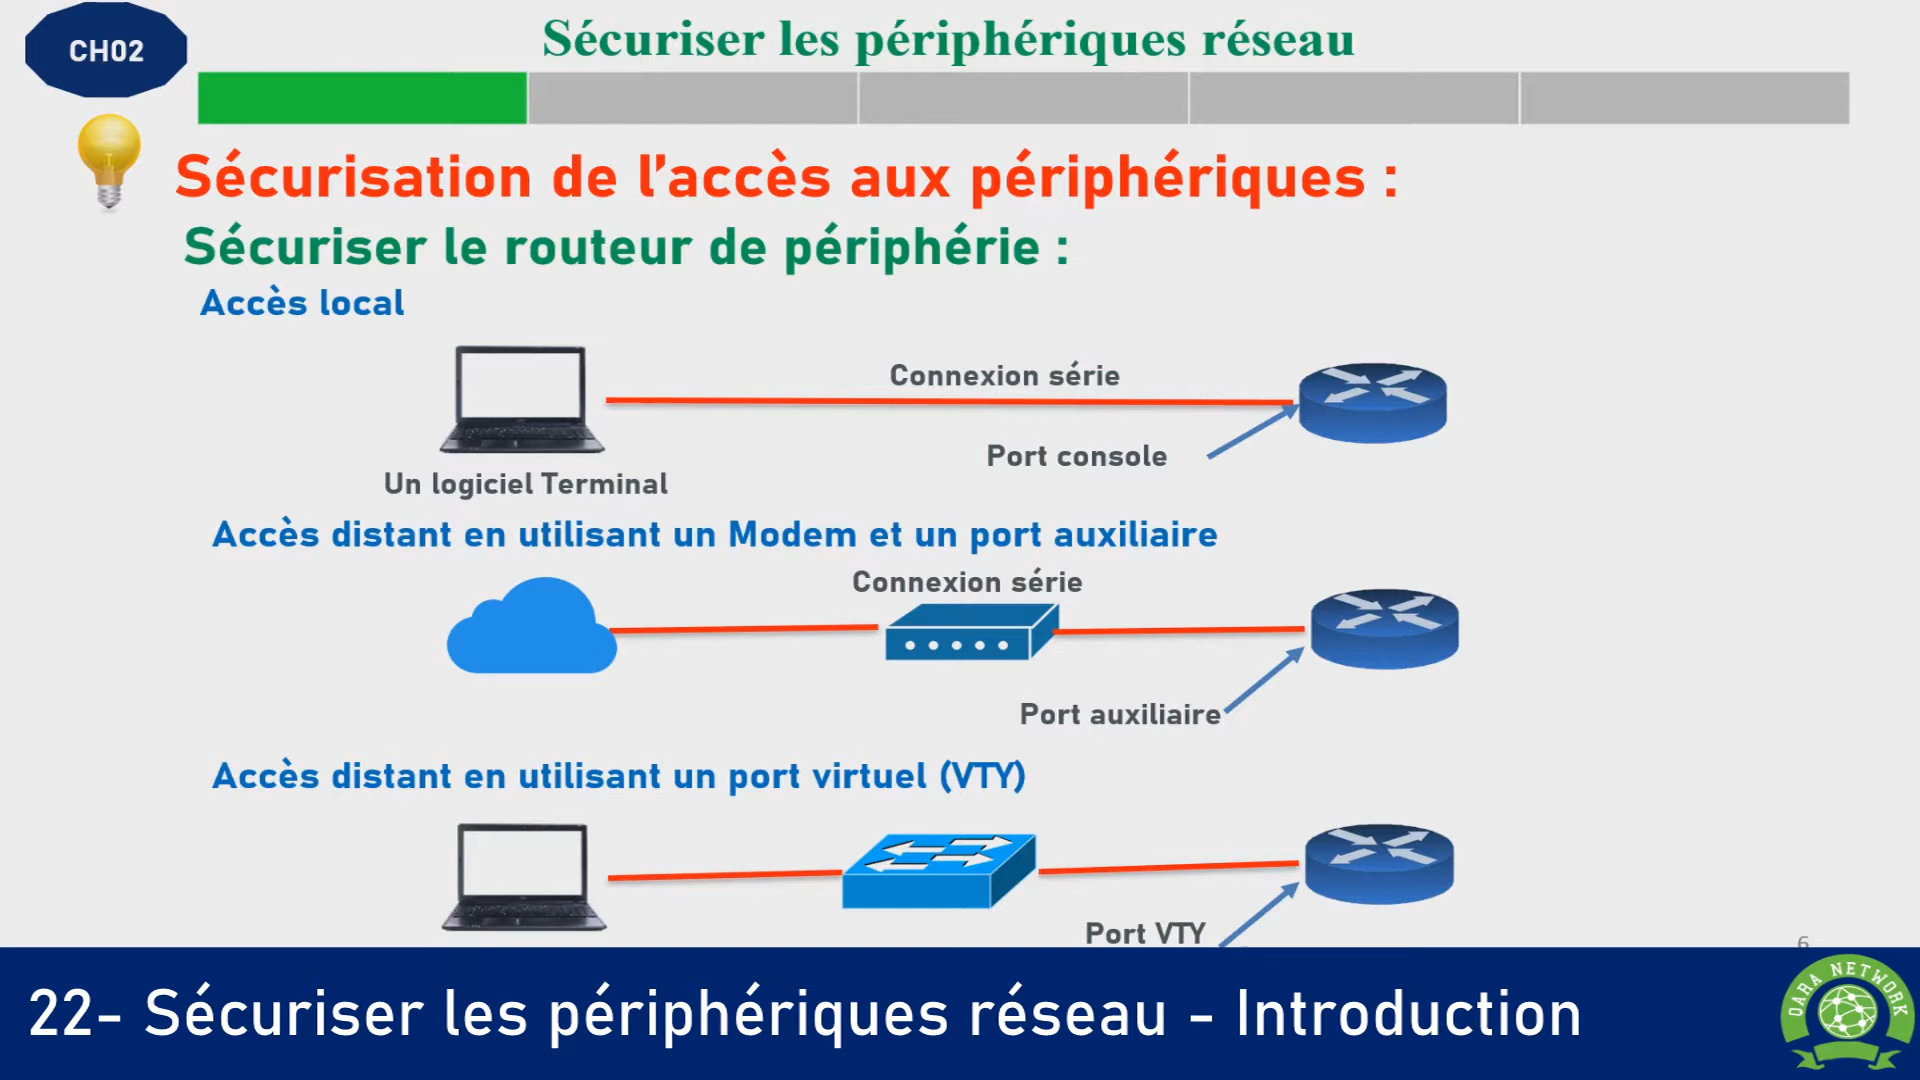 CH02
Sécuriser les périphériques réseau
Sécurisation de l’accès aux périphériques :
Sécuriser le routeur de périphérie :
Accès local
Connexion série
Port console
Un logiciel Terminal
Accès distant en utilisant un Modem et un port auxiliaire
Connexion série
Port auxiliaire
Accès distant en utilisant un port virtuel (VTY)
Port VTY
6
22- Sécuriser les périphériques réseau - Introduction
OARA NETWORK